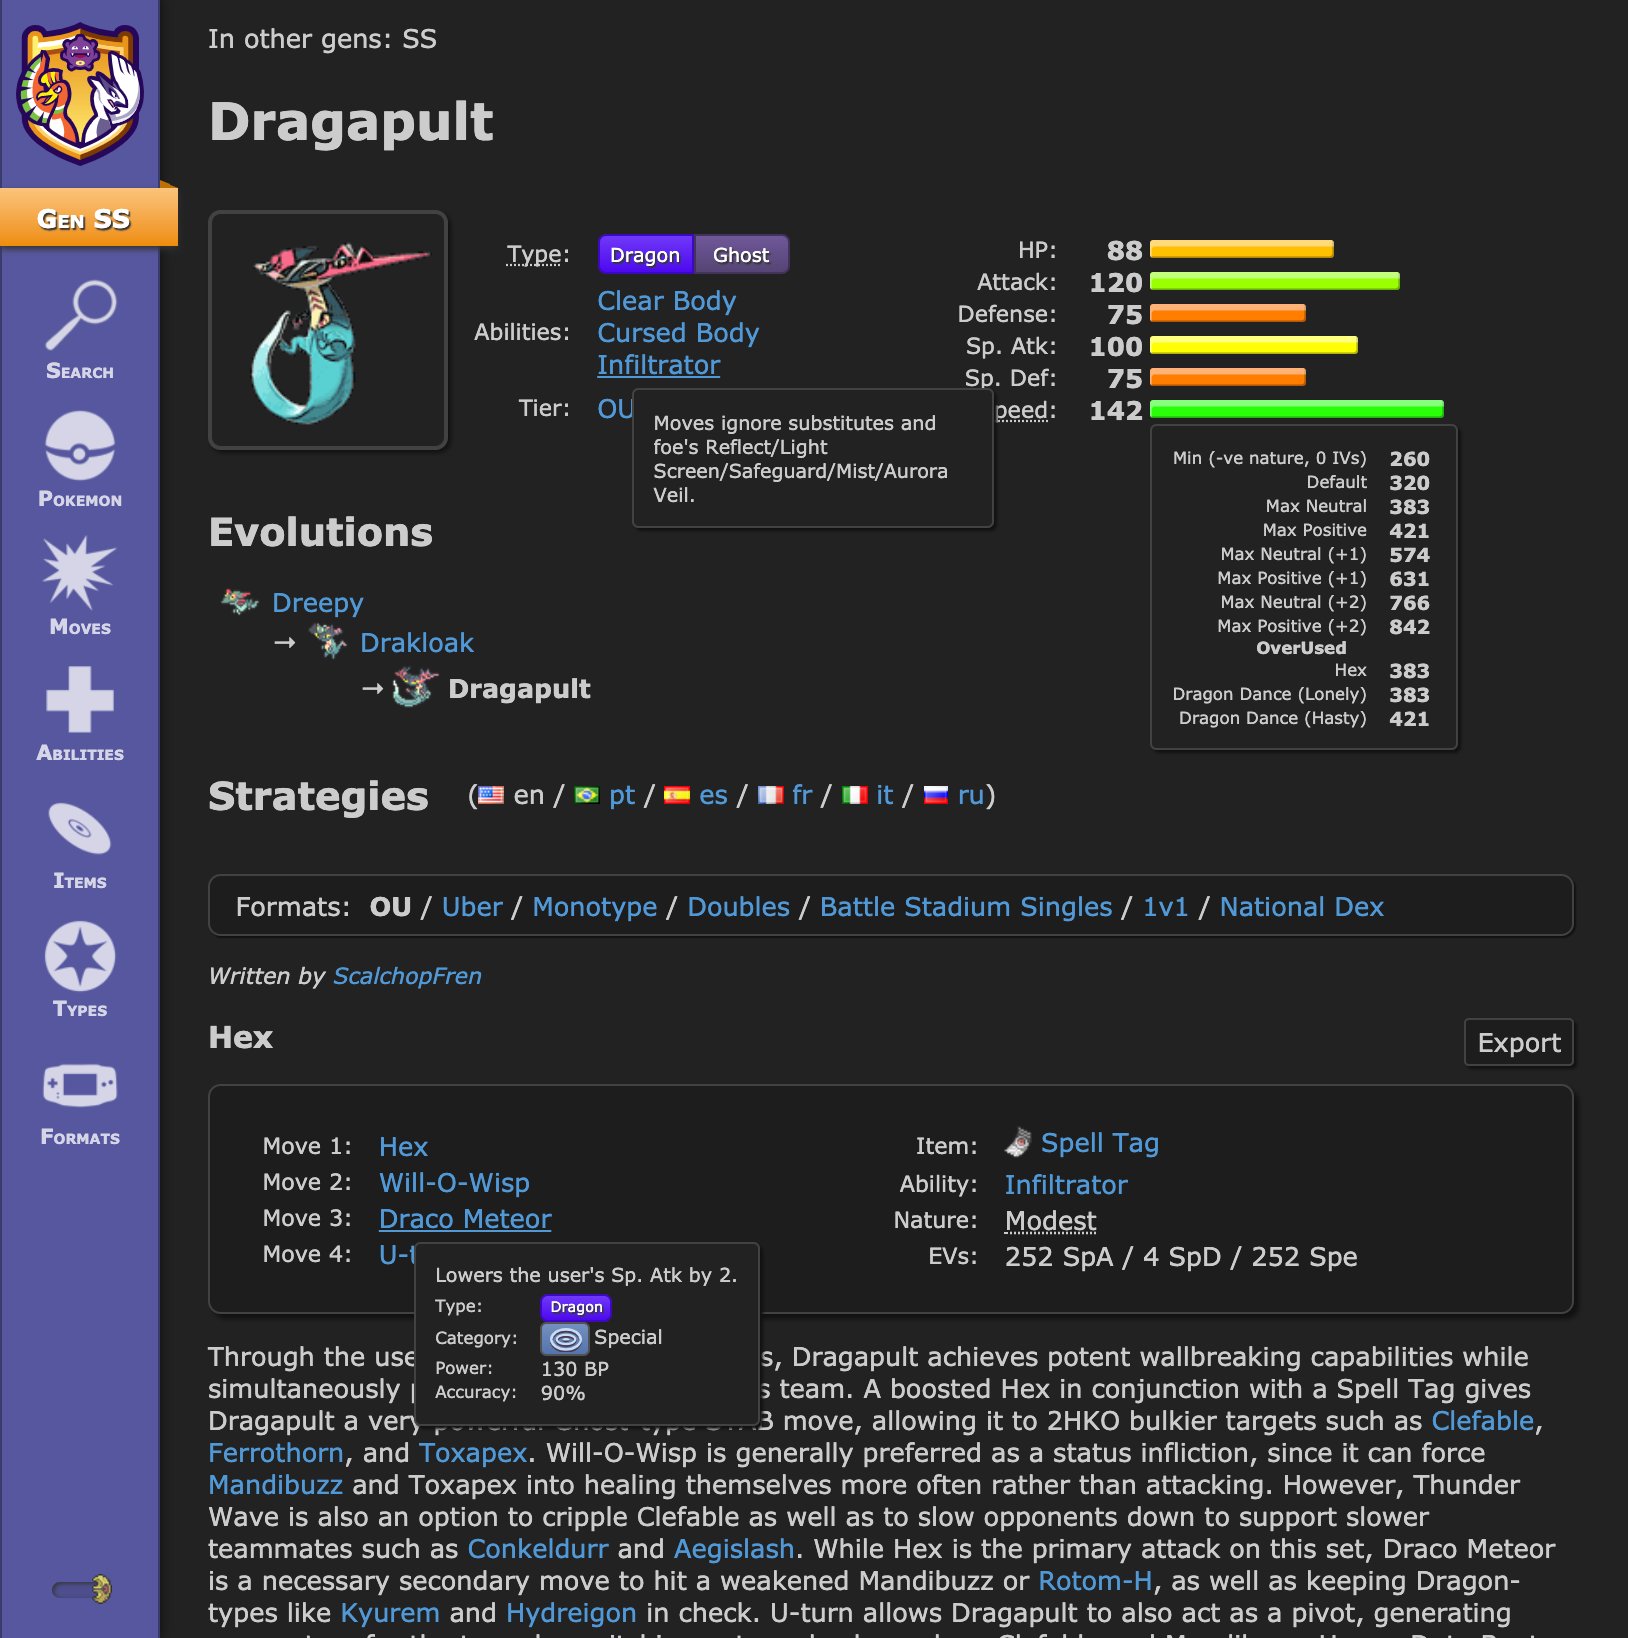 In other gens: SS
Dragapult
GEN SS
SEARCH
POKEMON
MOVES
ABILITIES
ITEMS
TYPES
FORMATS
Type: Dragon Ghost
Abilities: Clear Body
Cursed Body
Infiltrator
Tier: OU
Moves ignore substitutes and
foe's Reflect/Light
Screen/Safeguard/Mist/Aurora
Veil.
HP: 88
Attack: 120
Defense: 75
Sp. Atk: 100
Sp. Def: 75
peed: 142
Min (-ve nature, 0 IVs) 260
Default 320
Max Neutral 383
Max Positive 421
Max Neutral (+1) 574
Max Positive (+1) 631
Max Neutral (+2) 766
Max Positive (+2) 842
OverUsed
Hex 383
Dragon Dance (Lonely) 383
Dragon Dance (Hasty) 421
Evolutions
Dreepy
→ Drakloak
→ Dragapult
Strategies (en / pt / es / fr / it / ru)
Formats: OU / Uber / Monotype / Doubles / Battle Stadium Singles / 1v1 / National Dex
Written by ScalchopFren
Hex
Export
Move 1: Hex
Move 2: Will-O-Wisp
Move 3: Draco Meteor
Move 4: U-t
Item: Spell Tag
Ability: Infiltrator
Nature: Modest
EVs: 252 SpA / 4 SpD / 252 Spe
Lowers the user's Sp. Atk by 2.
Type: Dragon
Category: Special
Power: 130 BP
Accuracy: 90%
Through the use s, Dragapult achieves potent wallbreaking capabilities while
simultaneously s team. A boosted Hex in conjunction with a Spell Tag gives
Dragapult a very move, allowing it to 2HKO bulkier targets such as Clefable,
Ferrothorn, and Toxapex. Will-O-Wisp is generally preferred as a status infliction, since it can force
Mandibuzz and Toxapex into healing themselves more often rather than attacking. However, Thunder
Wave is also an option to cripple Clefable as well as to slow opponents down to support slower
teammates such as Conkeldurr and Aegislash. While Hex is the primary attack on this set, Draco Meteor
is a necessary secondary move to hit a weakened Mandibuzz or Rotom-H, as well as keeping Dragon-
types like Kyurem and Hydreigon in check. U-turn allows Dragapult to also act as a pivot, generating